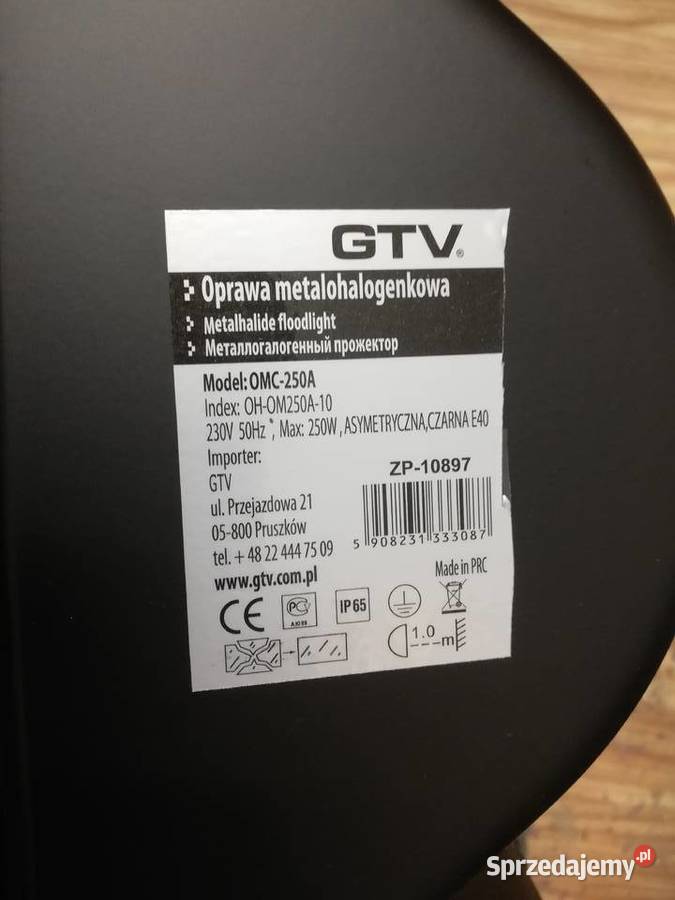 GTV®
Oprawa metalohalogenkowa
Metalhalide floodlight
Металлогалогенный прожектор
Model: OMC-250A
Index: OH-OM250A-10
230V 50Hz*, Max: 250W, ASYMETRYCZNA,CZARNA E40
Importer:
GTV
ul. Przejazdowa 21
05-800 Pruszków
tel. + 48 22 444 75 09
www.gtv.com.pl
ZP-10897
5 908231 333087
Made in PRC
CE
IP 65
1.0 m
Sprzedajemy.pl